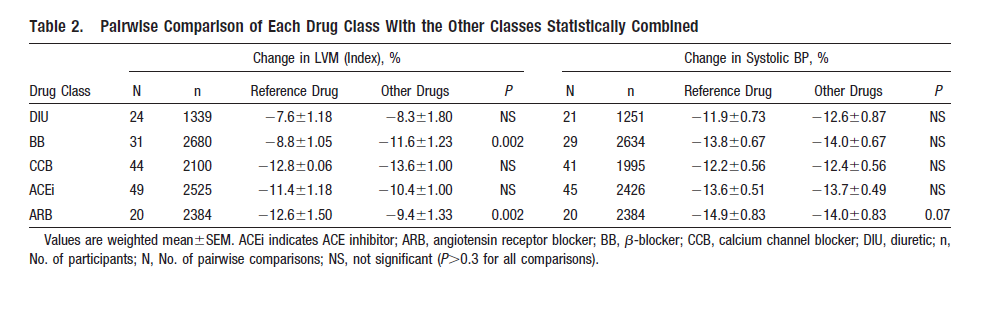 Table 2. Pairwise Comparison of Each Drug Class With the Other Classes Statistically Combined
Change in LVM (Index), % Change in Systolic BP, %
Drug Class N n Reference Drug Other Drugs P N n Reference Drug Other Drugs P
DIU 24 1339 −7.6±1.18 −8.3±1.80 NS 21 1251 −11.9±0.73 −12.6±0.87 NS
BB 31 2680 −8.8±1.05 −11.6±1.23 0.002 29 2634 −13.8±0.67 −14.0±0.67 NS
CCB 44 2100 −12.8±0.06 −13.6±1.00 NS 41 1995 −12.2±0.56 −12.4±0.56 NS
ACEi 49 2525 −11.4±1.18 −10.4±1.00 NS 45 2426 −13.6±0.51 −13.7±0.49 NS
ARB 20 2384 −12.6±1.50 −9.4±1.33 0.002 20 2384 −14.9±0.83 −14.0±0.83 0.07
Values are weighted mean±SEM. ACEi indicates ACE inhibitor; ARB, angiotensin receptor blocker; BB, β-blocker; CCB, calcium channel blocker; DIU, diuretic; n,
No. of participants; N, No. of pairwise comparisons; NS, not significant (P>0.3 for all comparisons).